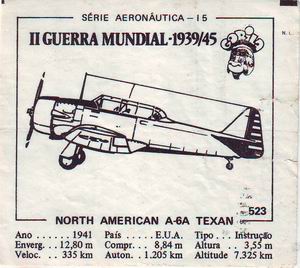 SÉRIE AERONÁUTICA - 15
II GUERRA MUNDIAL - 1939/45
N. I.
523
NORTH AMERICAN A-6A TEXAN
Ano ...... 1941 País ..... E.U.A. Tipo ... Instrução
Enverg. .. 12,80 m Compr. .. 8,84 m Altura ... 3,55 m
Veloc. ... 335 km Auton. . 1.205 km Altitude 7.325 km